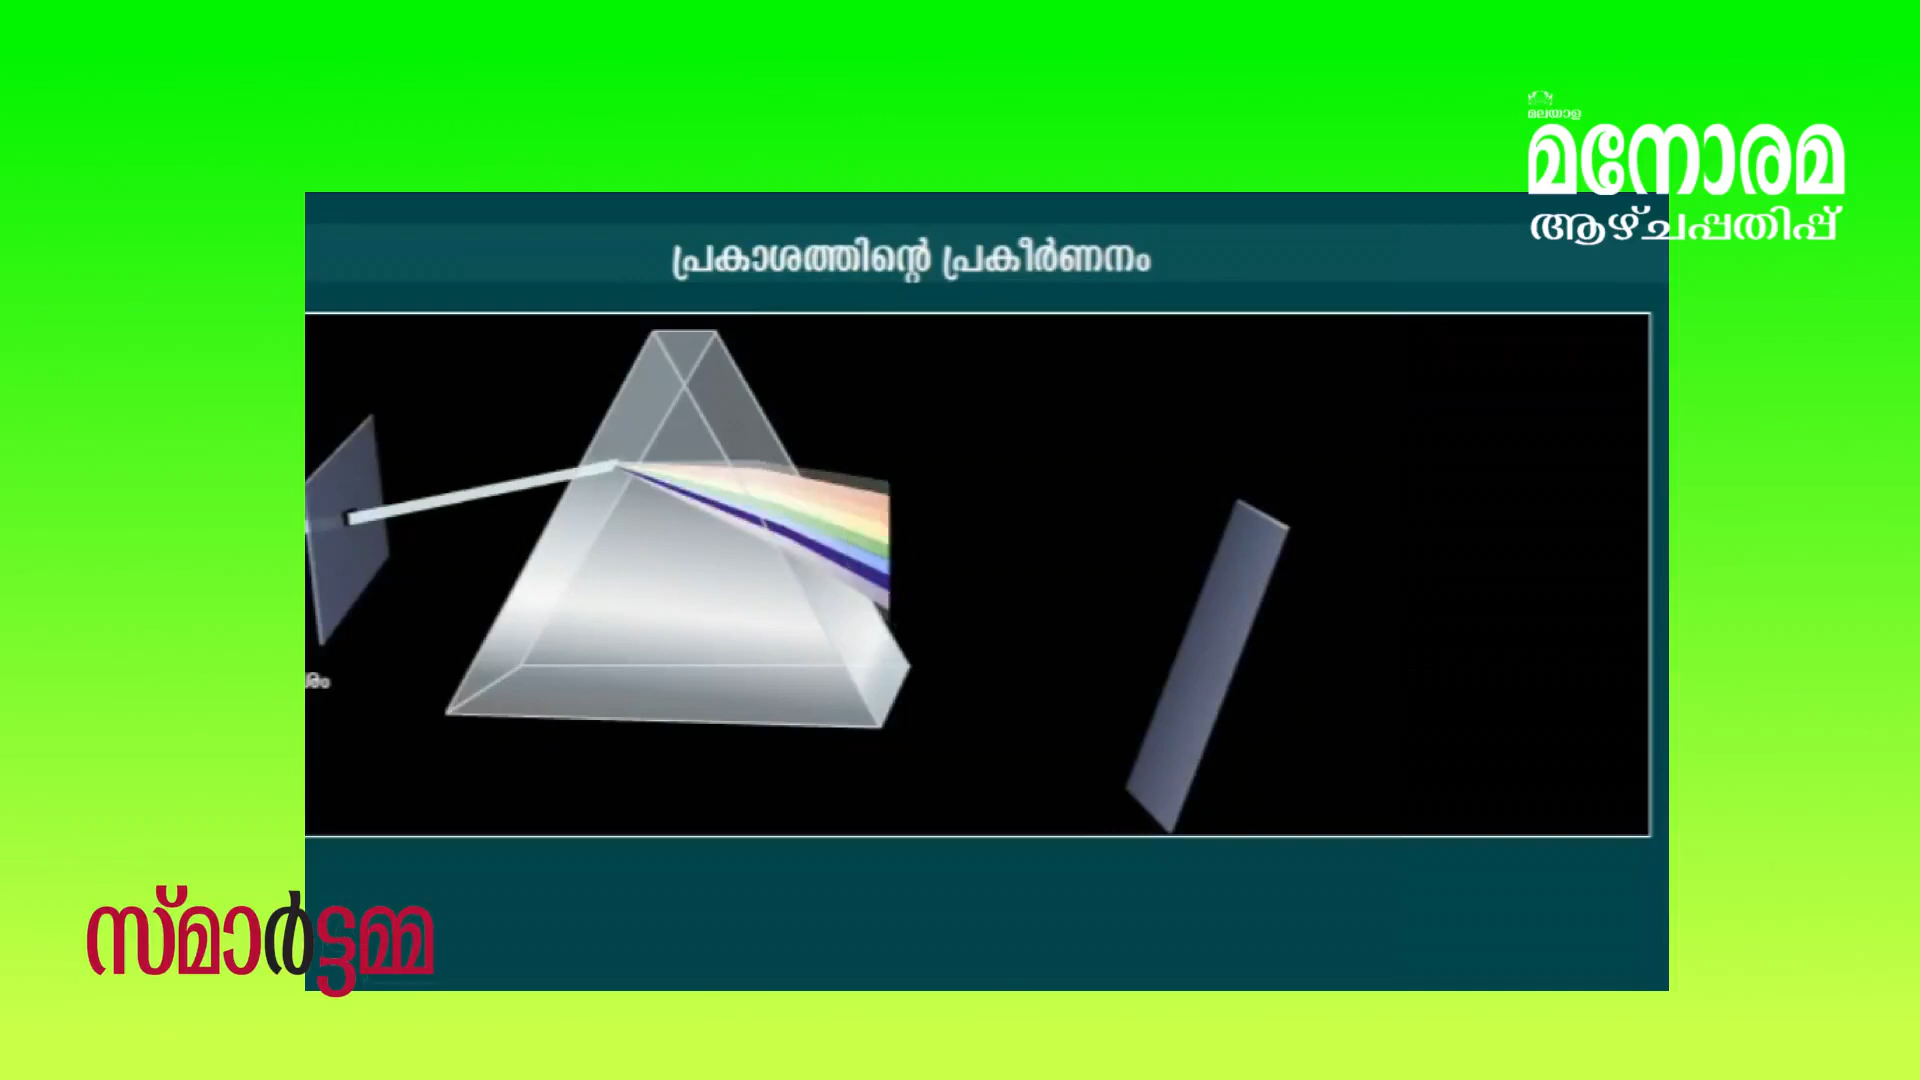 മലയാള
മനോരമ
ആഴ്ചപ്പതിപ്പ്
പ്രകാശത്തിന്റെ പ്രകീർണനം
സ്മാർട്ടമ്മ